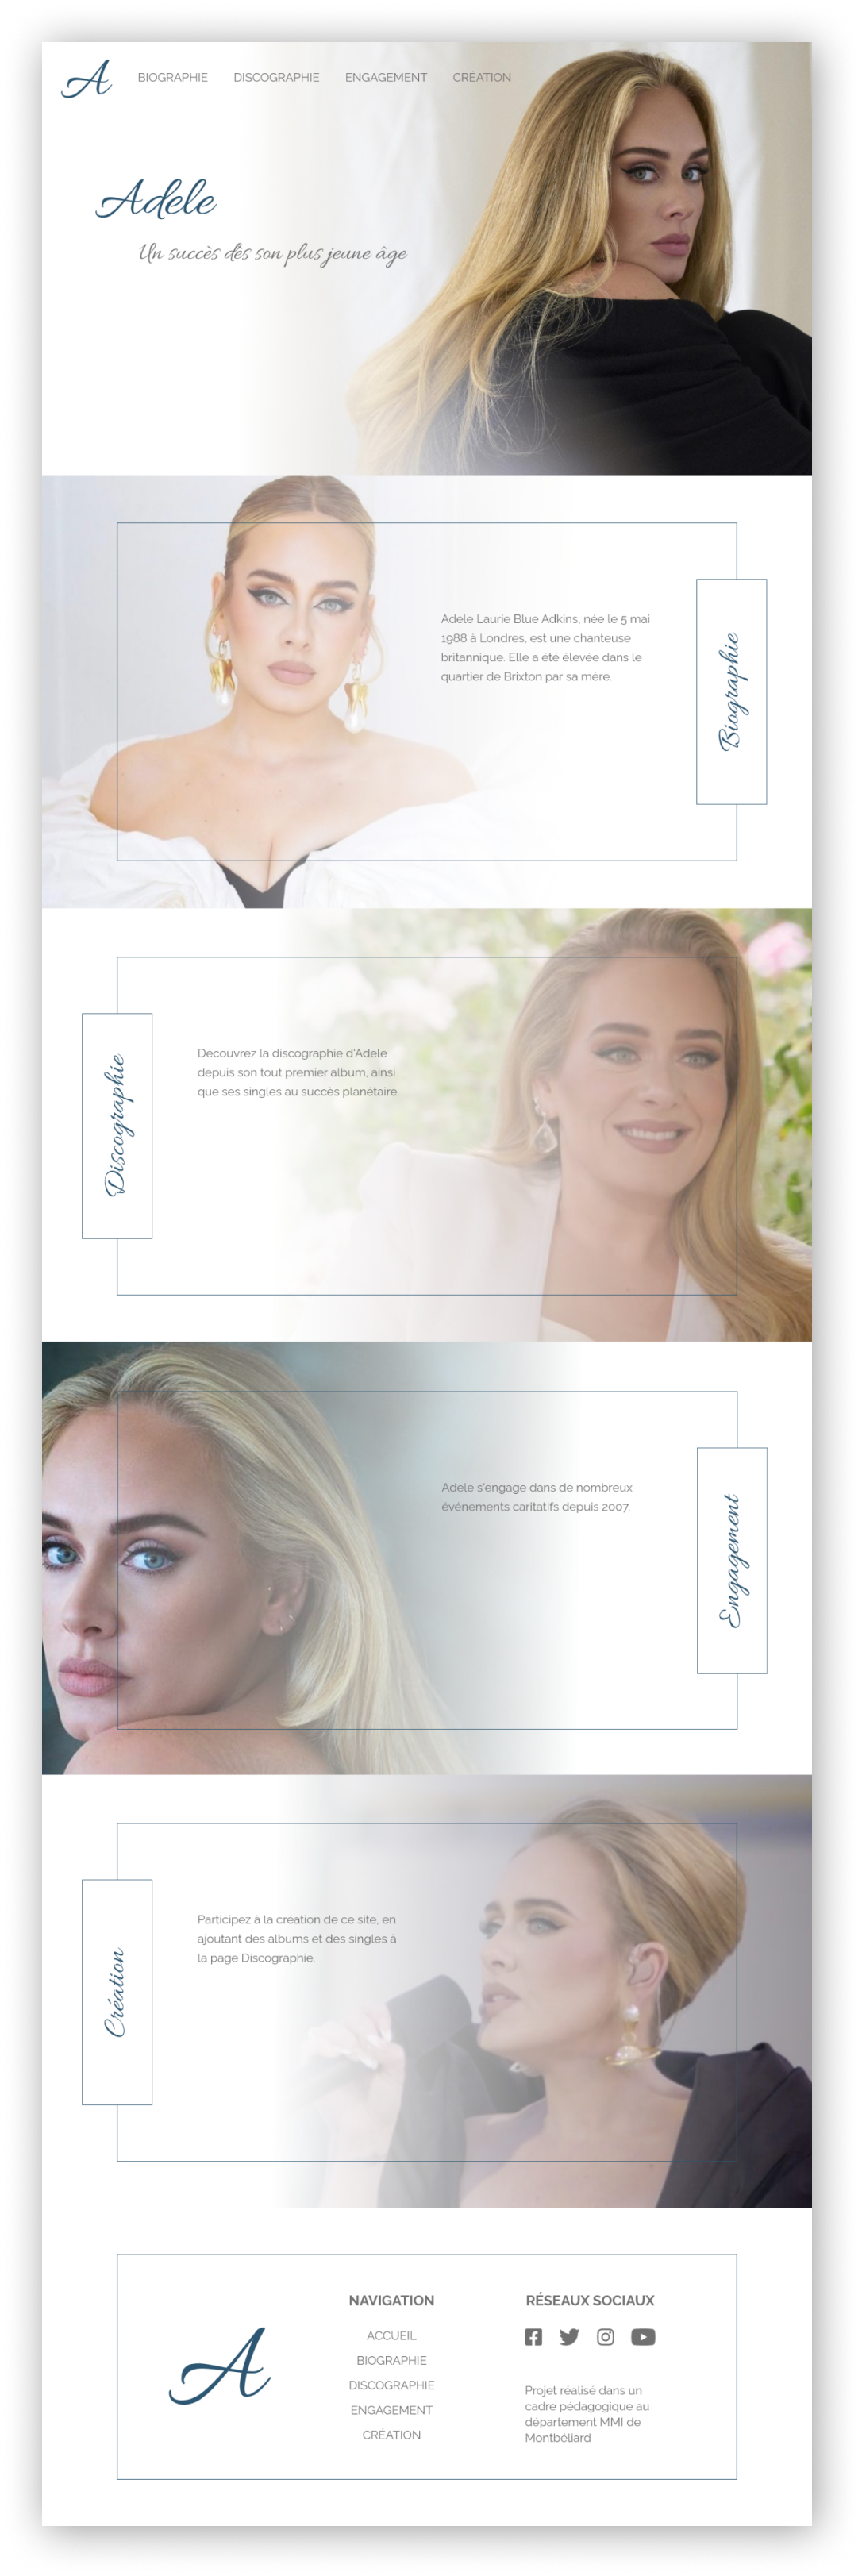 A BIOGRAPHIE DISCOGRAPHIE ENGAGEMENT CRÉATION
Adele
Un succès dès son plus jeune âge
Adele Laurie Blue Adkins, née le 5 mai
1988 à Londres, est une chanteuse
britannique. Elle a été élevée dans le
quartier de Brixton par sa mère.
Biographie
Discographie
Découvrez la discographie d'Adele
depuis son tout premier album, ainsi
que ses singles au succès planétaire.
Adele s'engage dans de nombreux
événements caritatifs depuis 2007.
Engagement
Création
Participez à la création de ce site, en
ajoutant des albums et des singles à
la page Discographie.
A
NAVIGATION
ACCUEIL
BIOGRAPHIE
DISCOGRAPHIE
ENGAGEMENT
CRÉATION
RÉSEAUX SOCIAUX
Projet réalisé dans un
cadre pédagogique au
département MMI de
Montbéliard